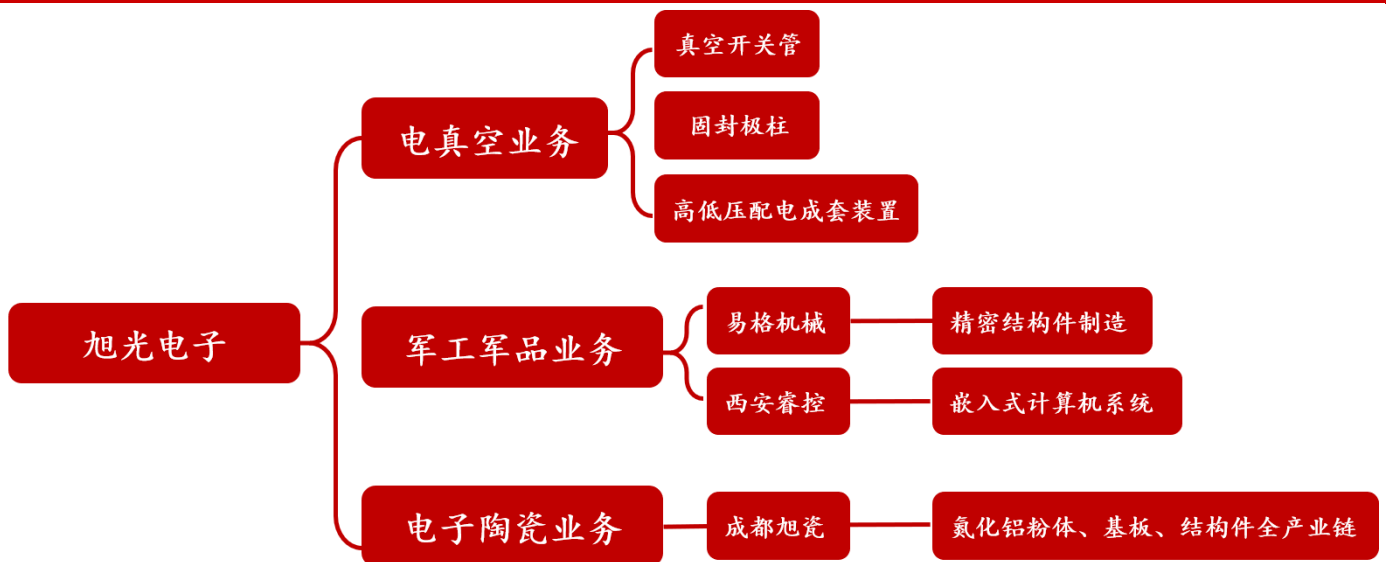 旭光电子
电真空业务
真空开关管
固封极柱
高低压配电成套装置
军工军品业务
易格机械
精密结构件制造
西安睿控
嵌入式计算机系统
电子陶瓷业务
成都旭瓷
氮化铝粉体、基板、结构件全产业链